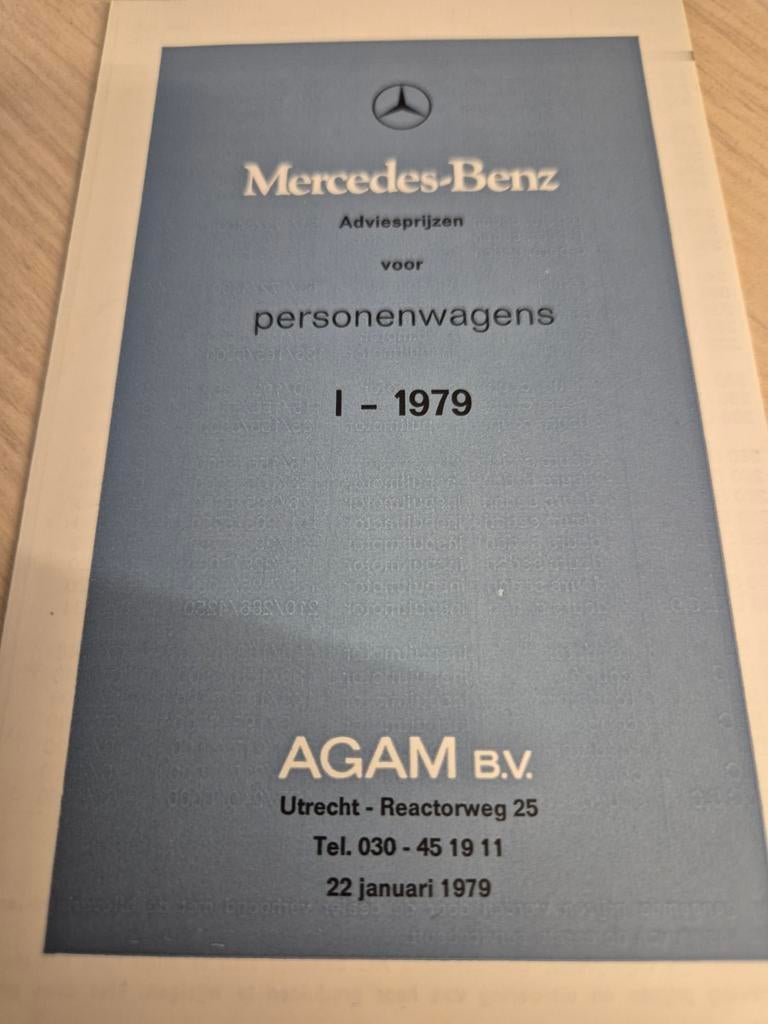 Mercedes-Benz
Adviesprijzen
voor
personenwagens
I - 1979
AGAM B.V.
Utrecht - Reactorweg 25
Tel. 030 - 45 19 11
22 januari 1979